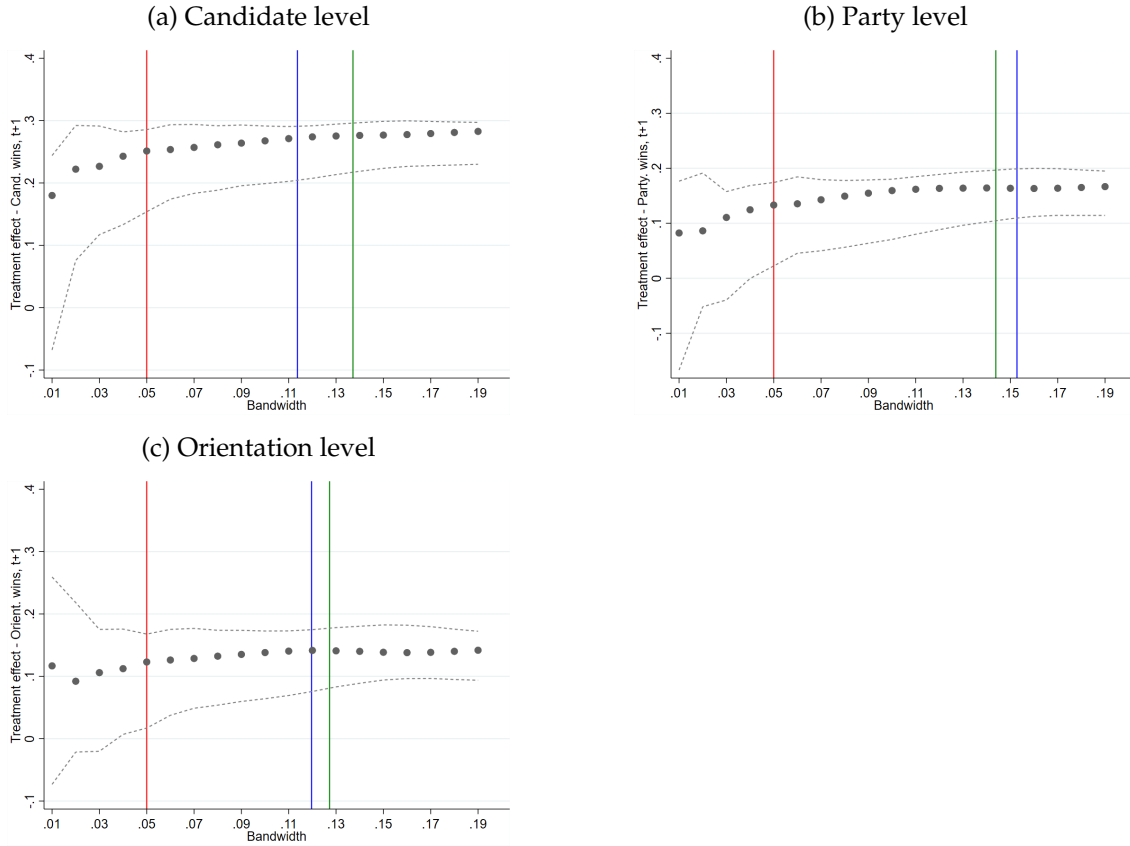 (a) Candidate level
Treatment effect - Cand. wins, t+1
.4
.3
.2
.1
0
-.1
.01 .03 .05 .07 .09 .11 .13 .15 .17 .19
Bandwidth
(b) Party level
Treatment effect - Party. wins, t+1
.4
.3
.2
.1
0
-.1
.01 .03 .05 .07 .09 .11 .13 .15 .17 .19
Bandwidth
(c) Orientation level
Treatment effect - Orient. wins, t+1
.4
.3
.2
.1
0
-.1
.01 .03 .05 .07 .09 .11 .13 .15 .17 .19
Bandwidth